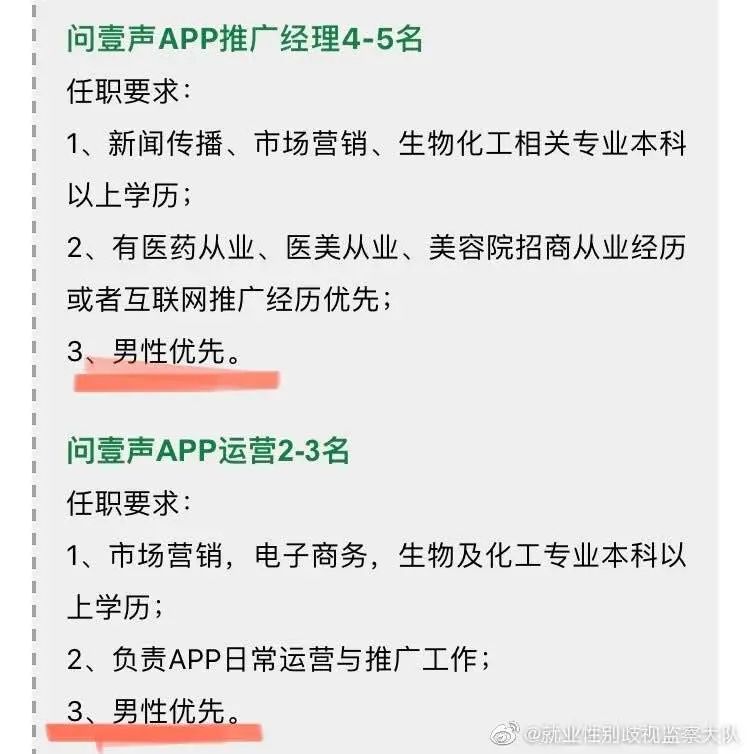 问壹声APP推广经理4-5名
任职要求：
1、新闻传播、市场营销、生物化工相关专业本科
以上学历；
2、有医药从业、医美从业、美容院招商从业经历
或者互联网推广经历优先；
3、男性优先。
问壹声APP运营2-3名
任职要求：
1、市场营销，电子商务，生物及化工专业本科以
上学历；
2、负责APP日常运营与推广工作；
3、男性优先。
@就业性别歧视监察大队